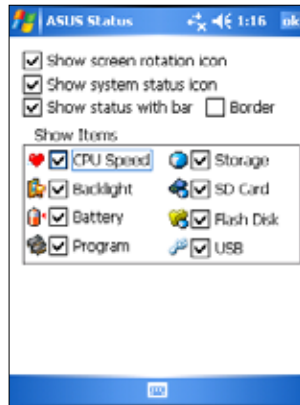 ASUS Status 1:16 ok
Show screen rotation icon
Show system status icon
Show status with bar Border
Show Items
CPU Speed Storage
Backlight SD Card
Battery Flash Disk
Program USB